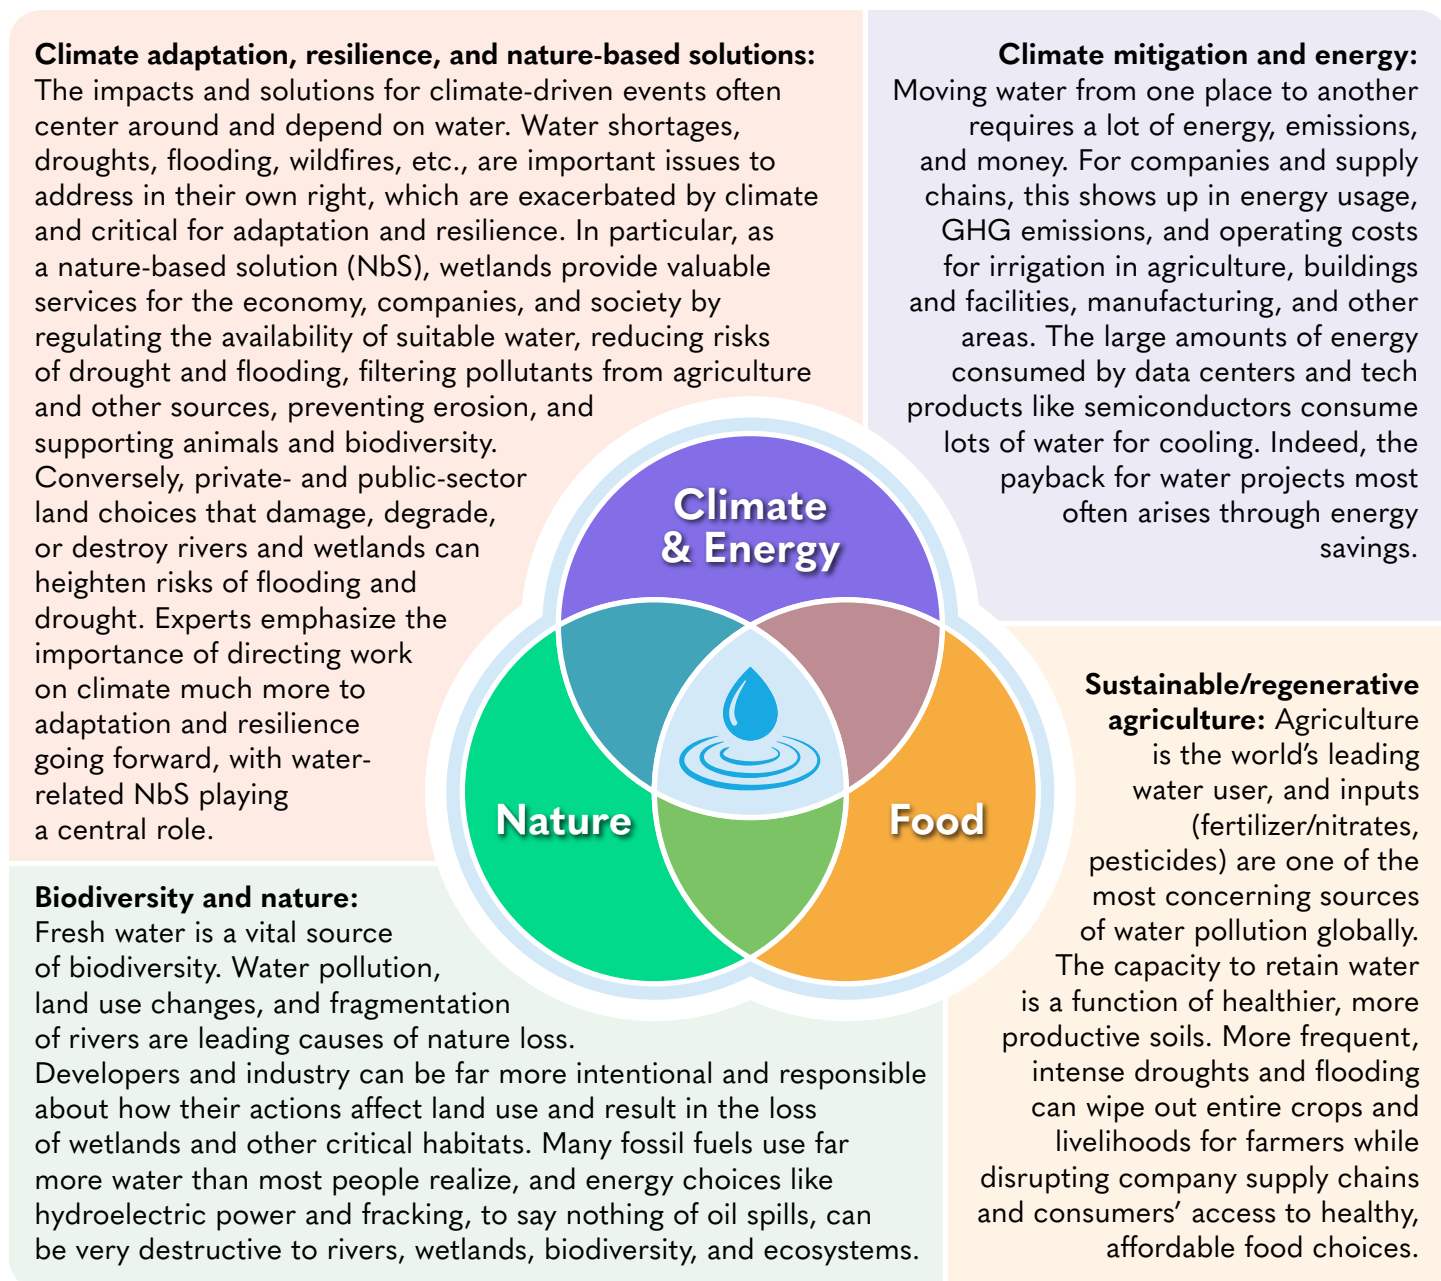 Climate adaptation, resilience, and nature-based solutions:
The impacts and solutions for climate-driven events often
center around and depend on water. Water shortages,
droughts, flooding, wildfires, etc., are important issues to
address in their own right, which are exacerbated by climate
and critical for adaptation and resilience. In particular, as
a nature-based solution (NbS), wetlands provide valuable
services for the economy, companies, and society by
regulating the availability of suitable water, reducing risks
of drought and flooding, filtering pollutants from agriculture
and other sources, preventing erosion, and
supporting animals and biodiversity.
Conversely, private- and public-sector
land choices that damage, degrade,
or destroy rivers and wetlands can
heighten risks of flooding and
drought. Experts emphasize the
importance of directing work
on climate much more to
adaptation and resilience
going forward, with water-
related NbS playing
a central role.
Climate mitigation and energy:
Moving water from one place to another
requires a lot of energy, emissions,
and money. For companies and supply
chains, this shows up in energy usage,
GHG emissions, and operating costs
for irrigation in agriculture, buildings
and facilities, manufacturing, and other
areas. The large amounts of energy
consumed by data centers and tech
products like semiconductors consume
lots of water for cooling. Indeed, the
payback for water projects most
often arises through energy
savings.
Climate
& Energy
Nature
Food
Biodiversity and nature:
Fresh water is a vital source
of biodiversity. Water pollution,
land use changes, and fragmentation
of rivers are leading causes of nature loss.
Developers and industry can be far more intentional and responsible
about how their actions affect land use and result in the loss
of wetlands and other critical habitats. Many fossil fuels use far
more water than most people realize, and energy choices like
hydroelectric power and fracking, to say nothing of oil spills, can
be very destructive to rivers, wetlands, biodiversity, and ecosystems.
Sustainable/regenerative
agriculture: Agriculture
is the world's leading
water user, and inputs
(fertilizer/nitrates,
pesticides) are one of the
most concerning sources
of water pollution globally.
The capacity to retain water
is a function of healthier, more
productive soils. More frequent,
intense droughts and flooding
can wipe out entire crops and
livelihoods for farmers while
disrupting company supply chains
and consumers' access to healthy,
affordable food choices.